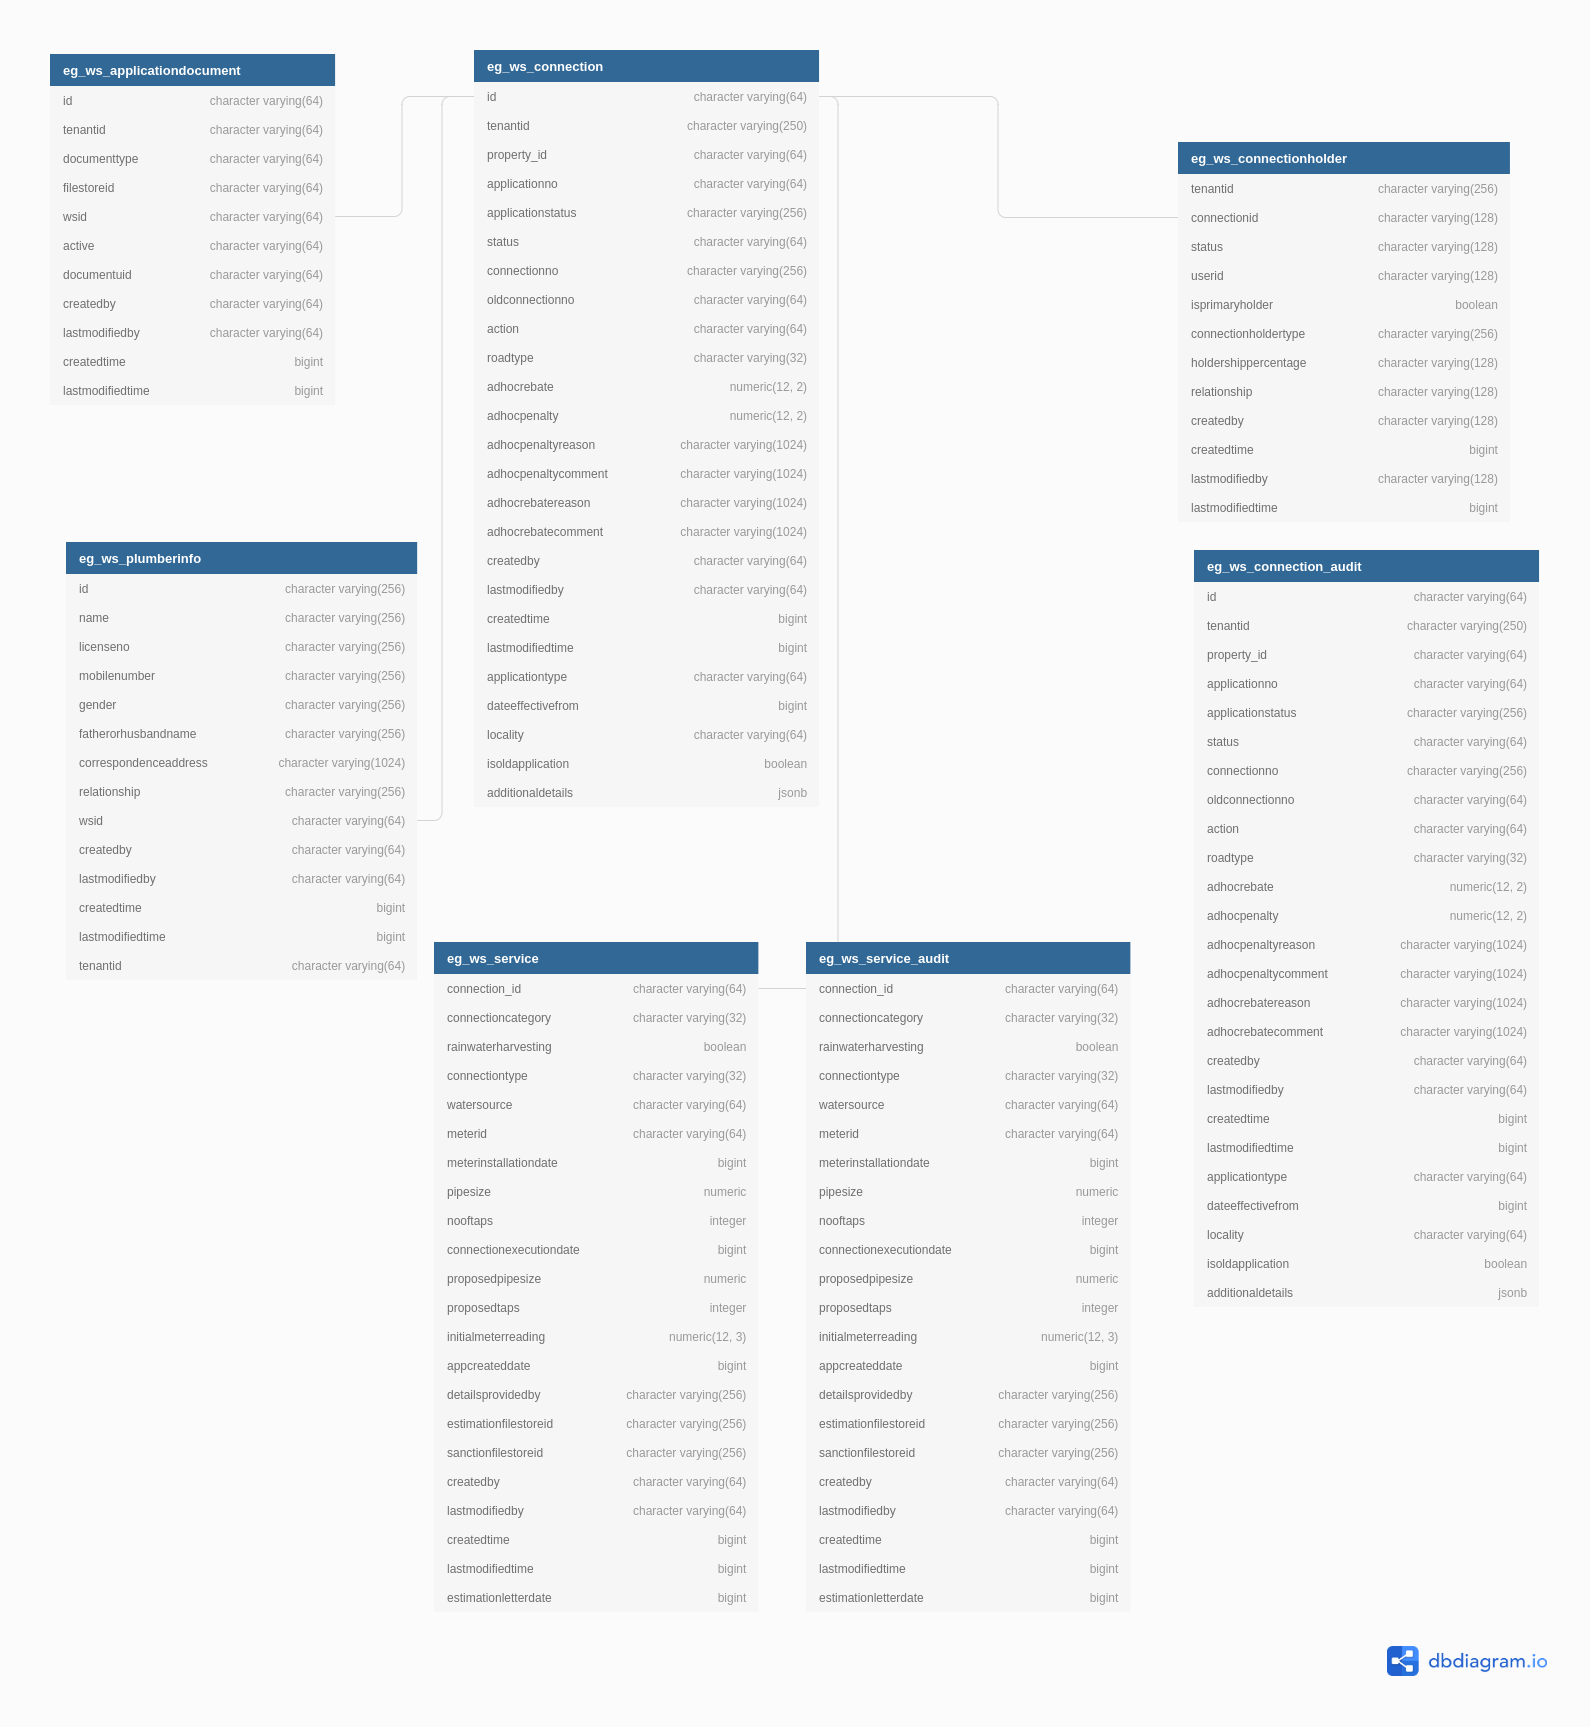 eg_ws_applicationdocument
id character varying(64)
tenantid character varying(64)
documenttype character varying(64)
filestoreid character varying(64)
wsid character varying(64)
active character varying(64)
documentuid character varying(64)
createdby character varying(64)
lastmodifiedby character varying(64)
createdtime bigint
lastmodifiedtime bigint
eg_ws_connection
id character varying(64)
tenantid character varying(250)
property_id character varying(64)
applicationno character varying(64)
applicationstatus character varying(256)
status character varying(64)
connectionno character varying(256)
oldconnectionno character varying(64)
action character varying(64)
roadtype character varying(32)
adhocrebate numeric(12, 2)
adhocpenalty numeric(12, 2)
adhocpenaltyreason character varying(1024)
adhocpenaltycomment character varying(1024)
adhocrebatereason character varying(1024)
adhocrebatecomment character varying(1024)
createdby character varying(64)
lastmodifiedby character varying(64)
createdtime bigint
lastmodifiedtime bigint
applicationtype character varying(64)
dateeffectivefrom bigint
locality character varying(64)
isoldapplication boolean
additionaldetails jsonb
eg_ws_connectionholder
tenantid character varying(256)
connectionid character varying(128)
status character varying(128)
userid character varying(128)
isprimaryholder boolean
connectionholdertype character varying(256)
holdershippercentage character varying(128)
relationship character varying(128)
createdby character varying(128)
createdtime bigint
lastmodifiedby character varying(128)
lastmodifiedtime bigint
eg_ws_plumberinfo
id character varying(256)
name character varying(256)
licenseno character varying(256)
mobilenumber character varying(256)
gender character varying(256)
fatherorhusbandname character varying(256)
correspondenceaddress character varying(1024)
relationship character varying(256)
wsid character varying(64)
createdby character varying(64)
lastmodifiedby character varying(64)
createdtime bigint
lastmodifiedtime bigint
tenantid character varying(64)
eg_ws_connection_audit
id character varying(64)
tenantid character varying(250)
property_id character varying(64)
applicationno character varying(64)
applicationstatus character varying(256)
status character varying(64)
connectionno character varying(256)
oldconnectionno character varying(64)
action character varying(64)
roadtype character varying(32)
adhocrebate numeric(12, 2)
adhocpenalty numeric(12, 2)
adhocpenaltyreason character varying(1024)
adhocpenaltycomment character varying(1024)
adhocrebatereason character varying(1024)
adhocrebatecomment character varying(1024)
createdby character varying(64)
lastmodifiedby character varying(64)
createdtime bigint
lastmodifiedtime bigint
applicationtype character varying(64)
dateeffectivefrom bigint
locality character varying(64)
isoldapplication boolean
additionaldetails jsonb
eg_ws_service
connection_id character varying(64)
connectioncategory character varying(32)
rainwaterharvesting boolean
connectiontype character varying(32)
watersource character varying(64)
meterid character varying(64)
meterinstallationdate bigint
pipesize numeric
nooftaps integer
connectionexecutiondate bigint
proposedpipesize numeric
proposedtaps integer
initialmeterreading numeric(12, 3)
appcreateddate bigint
detailsprovidedby character varying(256)
estimationfilestoreid character varying(256)
sanctionfilestoreid character varying(256)
createdby character varying(64)
lastmodifiedby character varying(64)
createdtime bigint
lastmodifiedtime bigint
estimationletterdate bigint
eg_ws_service_audit
connection_id character varying(64)
connectioncategory character varying(32)
rainwaterharvesting boolean
connectiontype character varying(32)
watersource character varying(64)
meterid character varying(64)
meterinstallationdate bigint
pipesize numeric
nooftaps integer
connectionexecutiondate bigint
proposedpipesize numeric
proposedtaps integer
initialmeterreading numeric(12, 3)
appcreateddate bigint
detailsprovidedby character varying(256)
estimationfilestoreid character varying(256)
sanctionfilestoreid character varying(256)
createdby character varying(64)
lastmodifiedby character varying(64)
createdtime bigint
lastmodifiedtime bigint
estimationletterdate bigint
dbdiagram.io